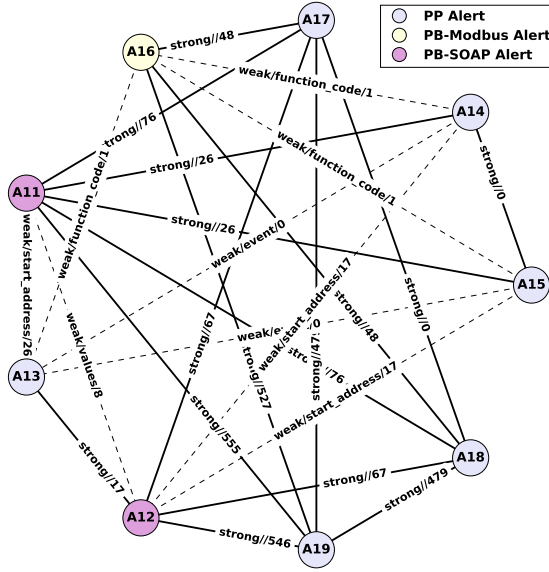 A17
PP Alert
PB-Modbus Alert
PB-SOAP Alert
A16
strong//48
weak/function_code/1
A14
trong//76
weak/function_code/1
strong//26
strong//0
weak/function_code/1
A11
strong//26
weak/event/0
weak/start_address/26
A15
weak/start_address/17
strong//0
strong//48
strong//67
weak/e
0
strong//47
weak/values/8
A13
trong//527
/76
weak/start_address/17
strong//555
A18
strong//17
strong//67
strong//479
A12
strong//546
A19